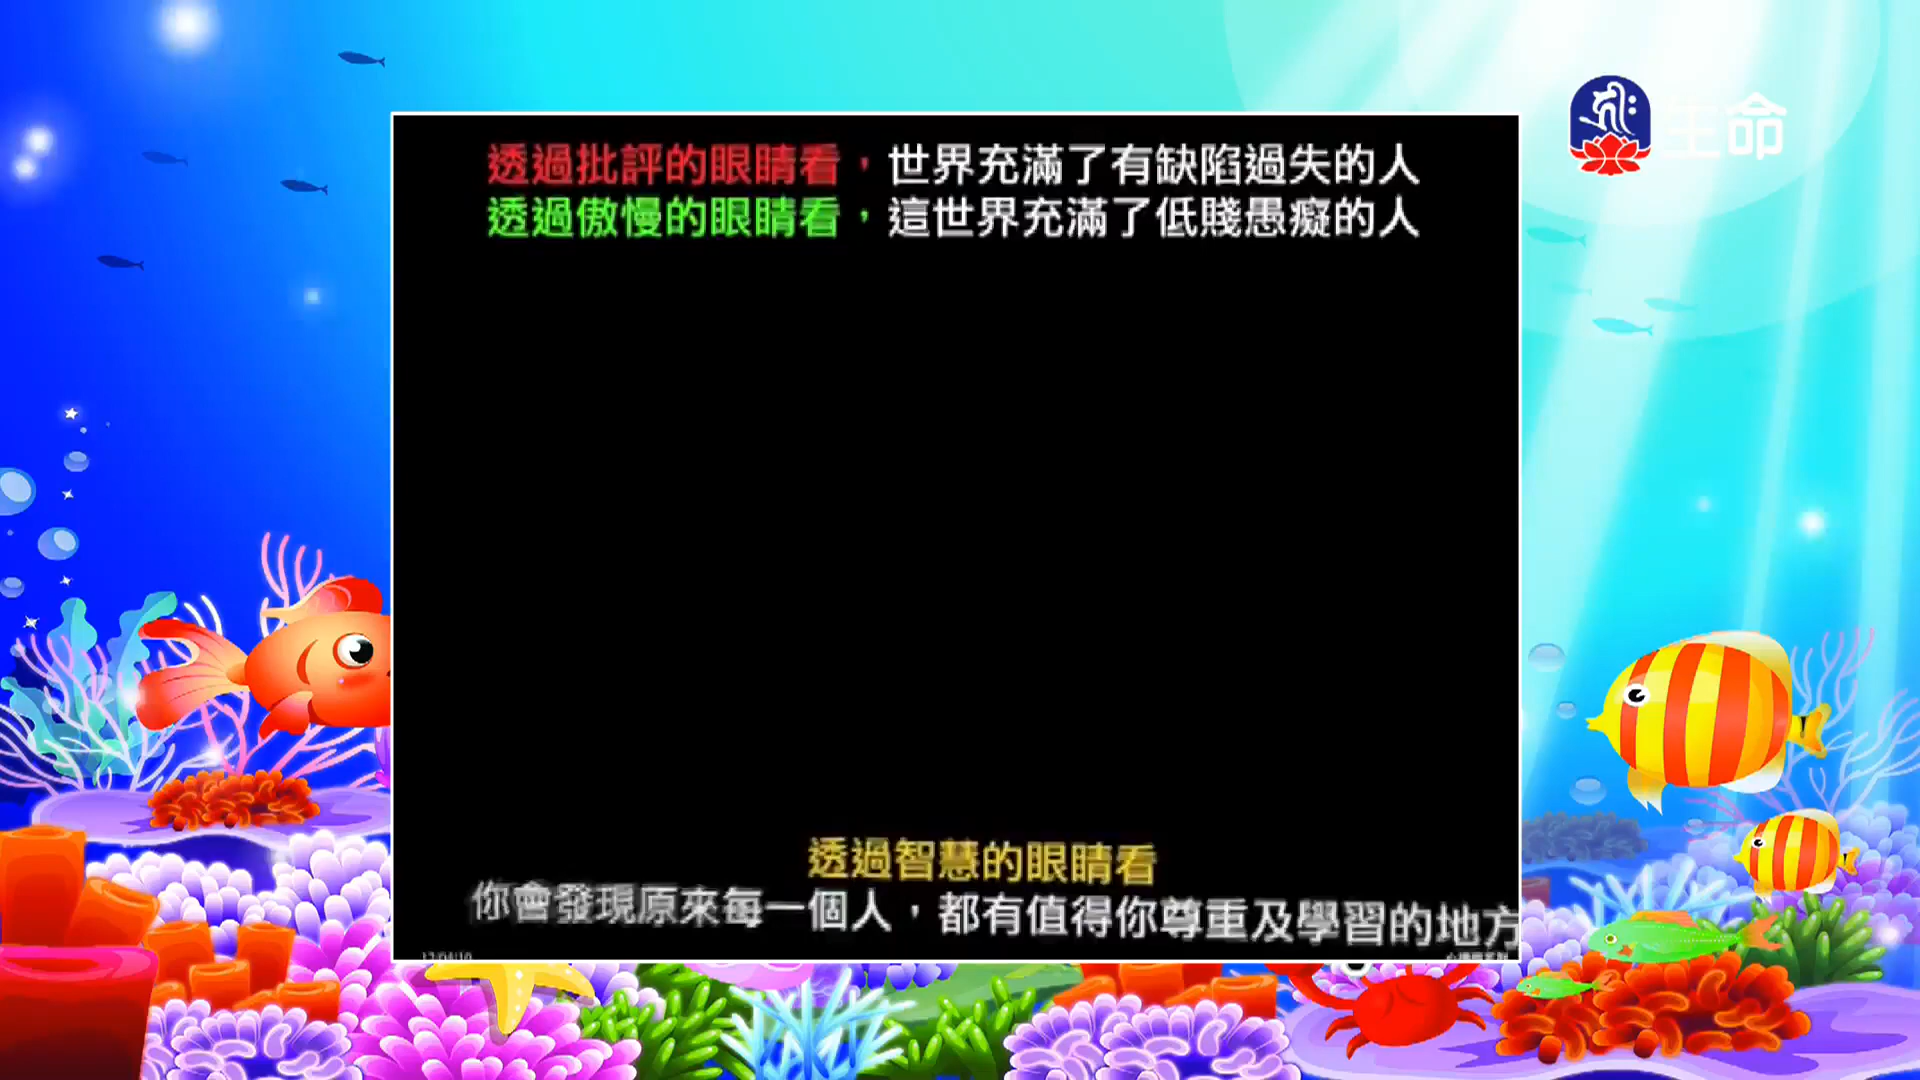 生命
透過批評的眼睛看，世界充滿了有缺陷過失的人
透過傲慢的眼睛看，這世界充滿了低賤愚癡的人
透過智慧的眼睛看
你會發現原來每一個人，都有值得你尊重及學習的地方